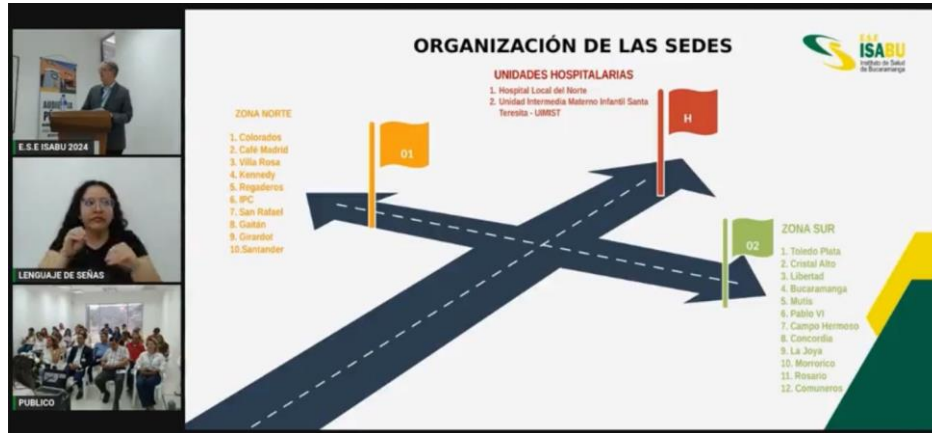 ORGANIZACIÓN DE LAS SEDES
E.S.E
ISABU
Instituto de Salud
de Bucaramanga
UNIDADES HOSPITALARIAS
1. Hospital Local del Norte
2. Unidad Intermedia Materno Infantil Santa
Teresita - UIMIST
ZONA NORTE
1. Colorados
2. Café Madrid
3. Villa Rosa
4. Kennedy
5. Regaderos
6. IPC
7. San Rafael
8. Gaitán
9. Girardot
10.Santander
01
H
02
ZONA SUR
1. Toledo Plata
2. Cristal Alto
3. Libertad
4. Bucaramanga
5. Mutis
6. Pablo VI
7. Campo Hermoso
8. Concordia
9. La Joya
10. Morrorico
11. Rosario
12. Comuneros
E.S.E ISABU 2024
LENGUAJE DE SEÑAS
PUBLICO